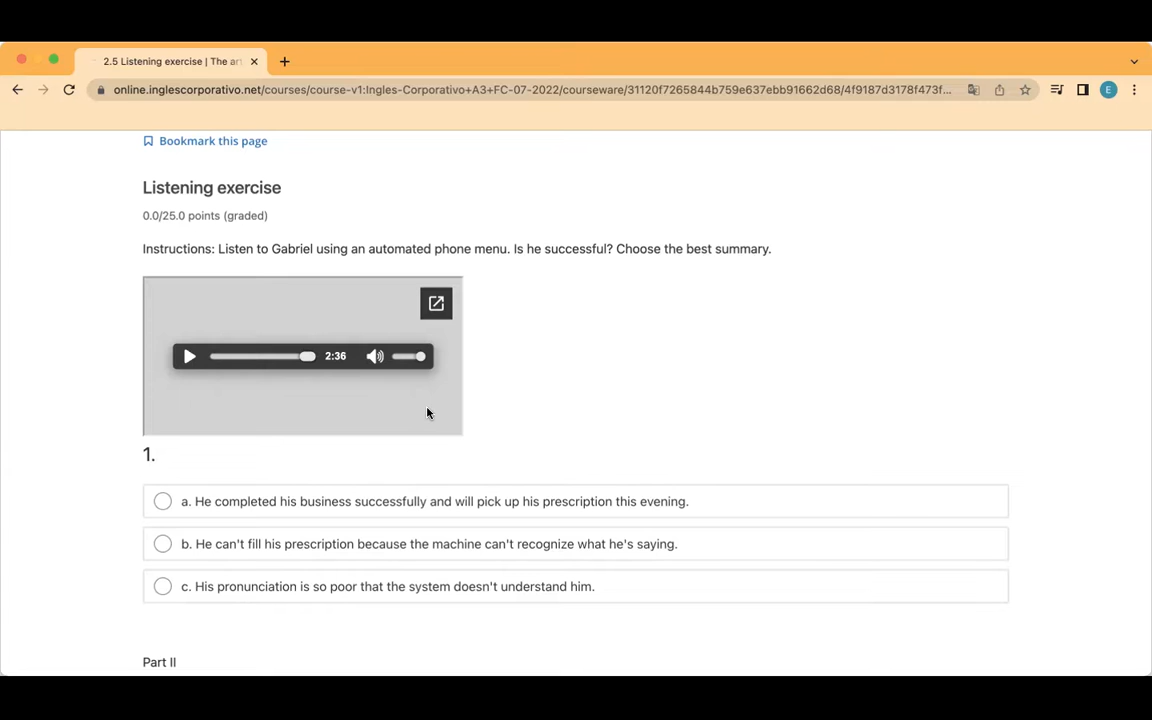 2.5 Listening exercise | The ar
online.inglescorporativo.net/courses/course-v1:Ingles-Corporativo+A3+FC-07-2022/courseware/31120f7265844b759e637ebb91662d68/4f9187d3178f473f...
E
Bookmark this page
Listening exercise
0.0/25.0 points (graded)
Instructions: Listen to Gabriel using an automated phone menu. Is he successful? Choose the best summary.
2:36
1.
a. He completed his business successfully and will pick up his prescription this evening.
b. He can't fill his prescription because the machine can't recognize what he's saying.
c. His pronunciation is so poor that the system doesn't understand him.
Part II